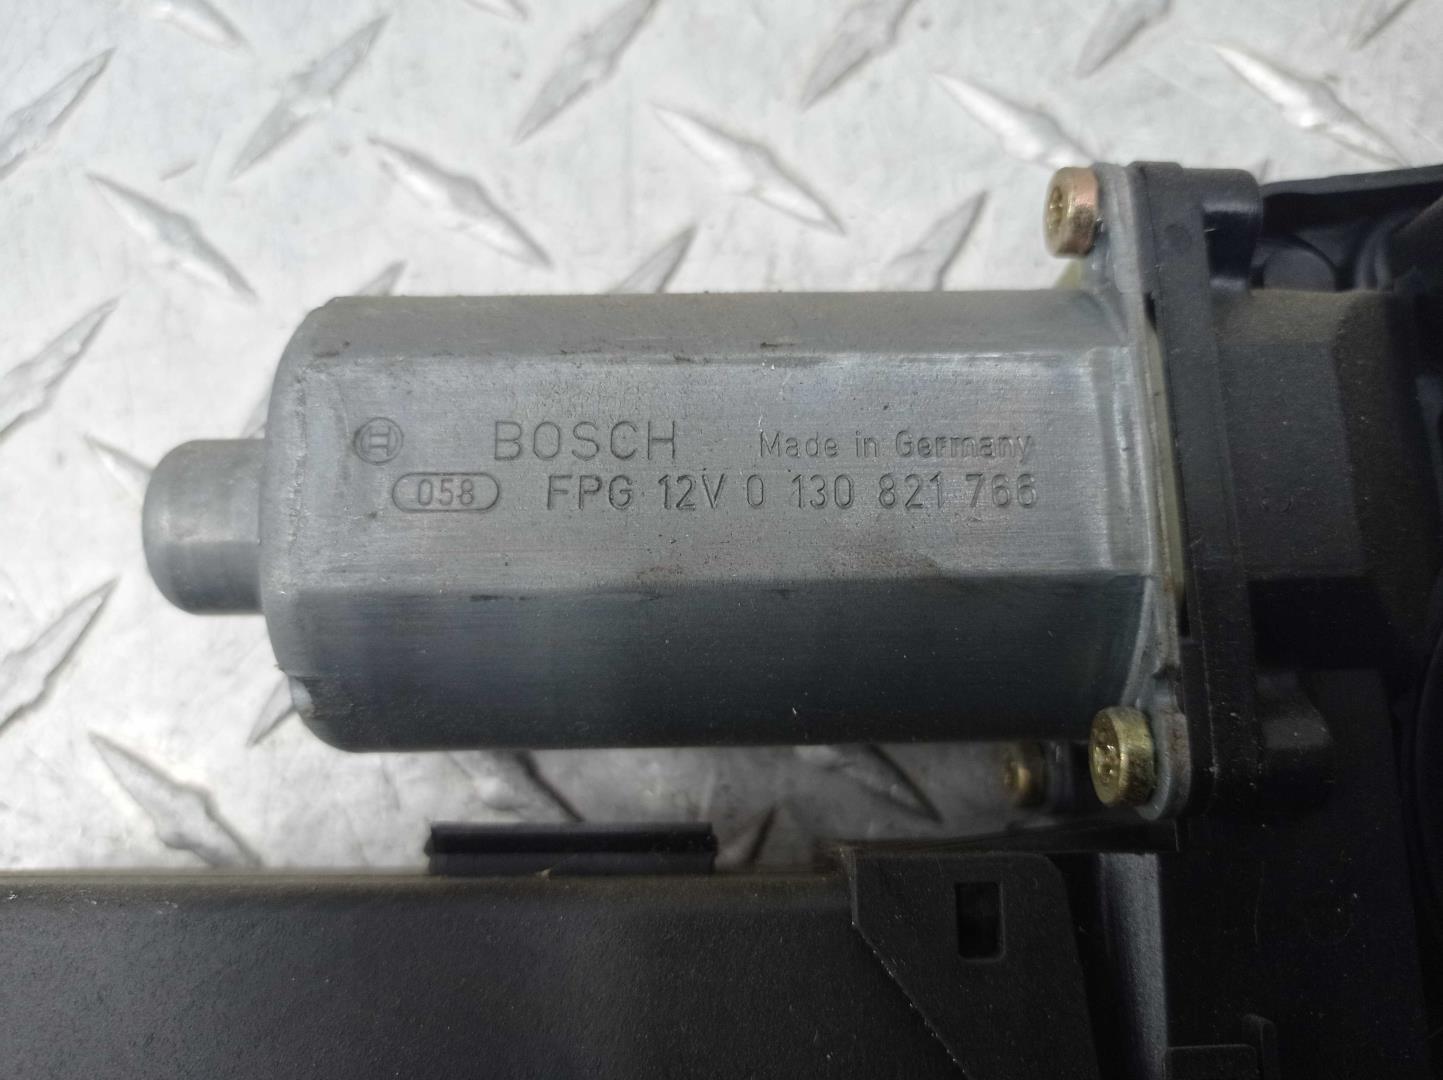 BOSCH Made in Germany
058 FPG 12V 0 130 821 766